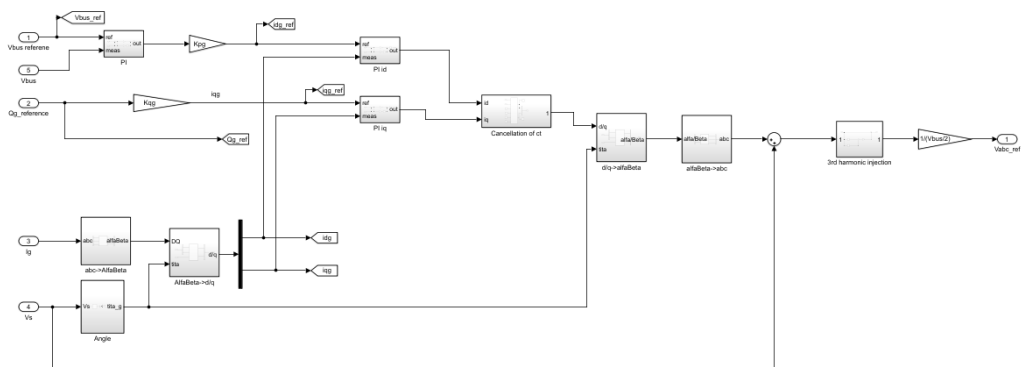 Vbus_ref
1
Vbus referene
ref
meas
out
PI
Kpg
idg_ref
ref
meas
out
PI id
5
Vbus
2
Qg_reference
Kqg
iqg
iqg_ref
Qg_ref
ref
meas
out
PI iq
id
iq
1
Cancellation of ct
d/q
tita
alfa/Beta
d/q->alfaBeta
alfa/Beta
abc
alfaBeta->abc
1
1
3rd harmonic injection
1/(Vbus/2)
1
Vabc_ref
3
ig
abc
alfaBeta
abc->AlfaBeta
DQ
tita
d/q
AlfaBeta->d/q
idg
iqg
4
Vs
Vs
tita_g
Angle